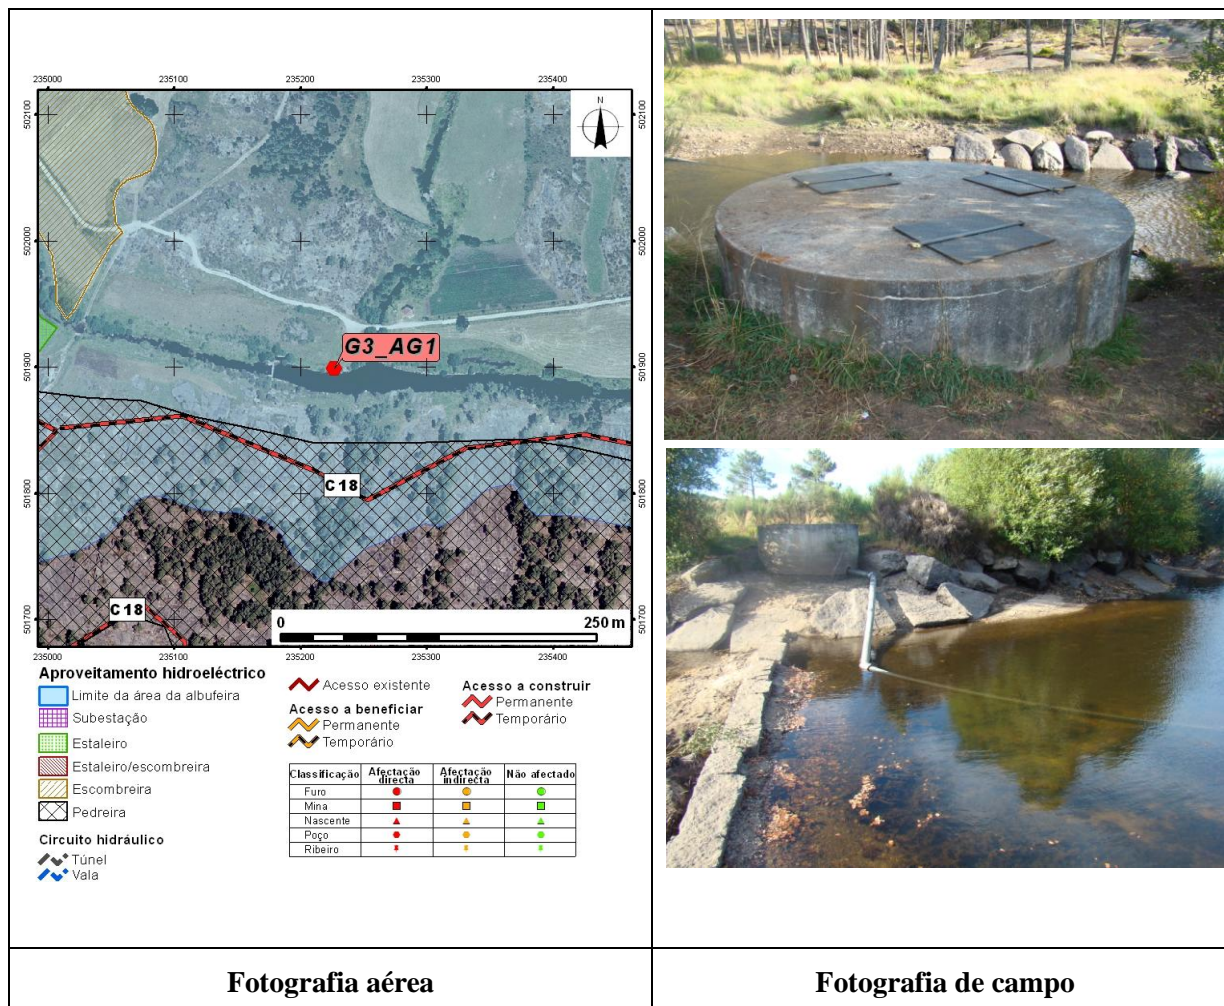 235000 235100 235200 235300 235400
N
502100 502100
502000 502000
G3_AG1
501900 501900
501800 501800
C 18
C 18
501700 501700
0 250 m
235000 235100 235200 235300 235400
Aproveitamento hidroeléctrico
Limite da área da albufeira
Subestação
Estaleiro
Estaleiro/escombreira
Escombreira
Pedreira
Circuito hidráulico
Túnel
Vala
Acesso existente
Acesso a beneficiar
Permanente
Temporário
Acesso a construir
Permanente
Temporário
Classificação Afectação directa Afectação indirecta Não afectado
Furo
Mina
Nascente
Poço
Ribeiro
Fotografia aérea
Fotografia de campo